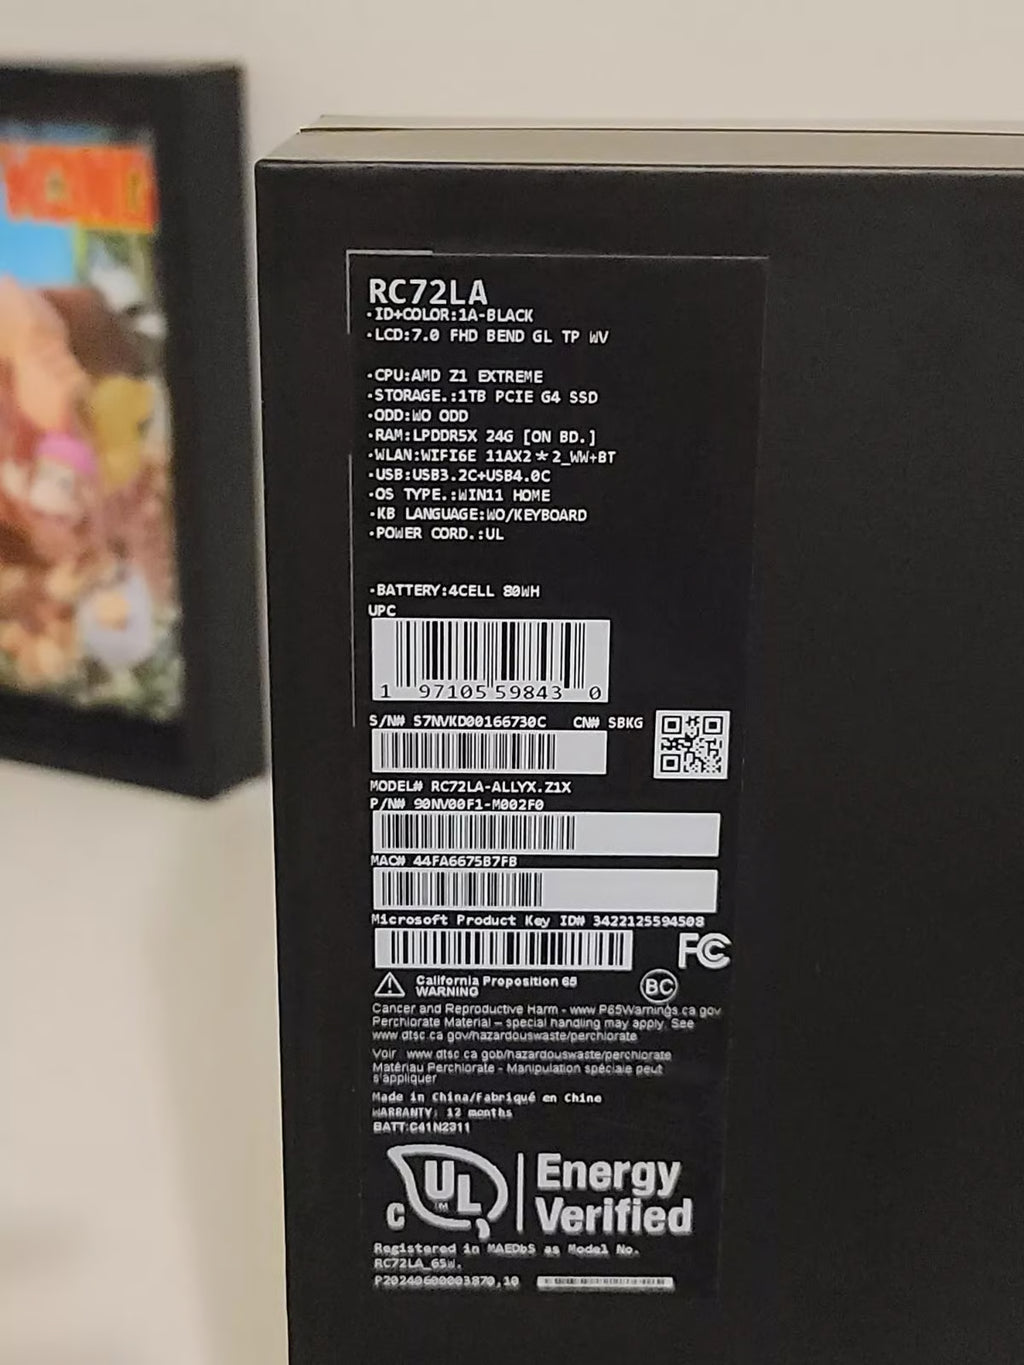 RC72LA
·ID+COLOR:1A-BLACK
·LCD:7.0 FHD BEND GL TP WV
·CPU:AMD Z1 EXTREME
·STORAGE.:1TB PCIE G4 SSD
·ODD:WO ODD
·RAM:LPDDR5X 24G [ON BD.]
·WLAN:WIFI6E 11AX2*2_WW+BT
·USB:USB3.2C+USB4.0C
·OS TYPE.:WIN11 HOME
·KB LANGUAGE:WO/KEYBOARD
·POWER CORD.:UL
·BATTERY:4CELL 80WH
UPC
1 97105 59843 0
S/N# S7NVKD00166730C CN# SBKG
MODEL# RC72LA-ALLYX.Z1X
P/N# 90NV00F1-M002F0
MAC# 44FA6675B7FB
Microsoft Product Key ID# 3422125594508
FC
California Proposition 65
WARNING
BC
Cancer and Reproductive Harm - www.P65Warnings.ca.gov
Perchlorate Material – special handling may apply. See
www.dtsc.ca.gov/hazardouswaste/perchlorate
Voir www.dtsc.ca.gob/hazardouswaste/perchlorate
Matériau Perchlorate - Manipulation spéciale peut
s'appliquer
Made in China/Fabriqué en Chine
WARRANTY: 12 months
BATT:C41N2311
C UL TM Energy
Verified
Registered in MAEDbS as Model No.
RC72LA_65W.
P20240600003870,10